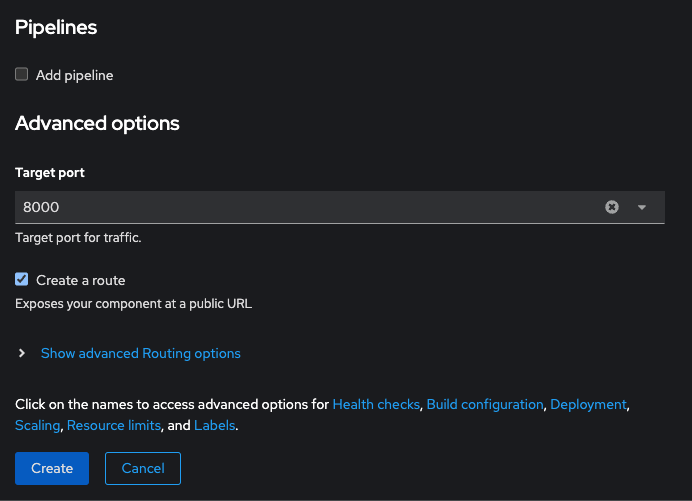 Pipelines
Add pipeline
Advanced options
Target port
8000
Target port for traffic.
Create a route
Exposes your component at a public URL
Show advanced Routing options
Click on the names to access advanced options for Health checks, Build configuration, Deployment,
Scaling, Resource limits, and Labels.
Create Cancel